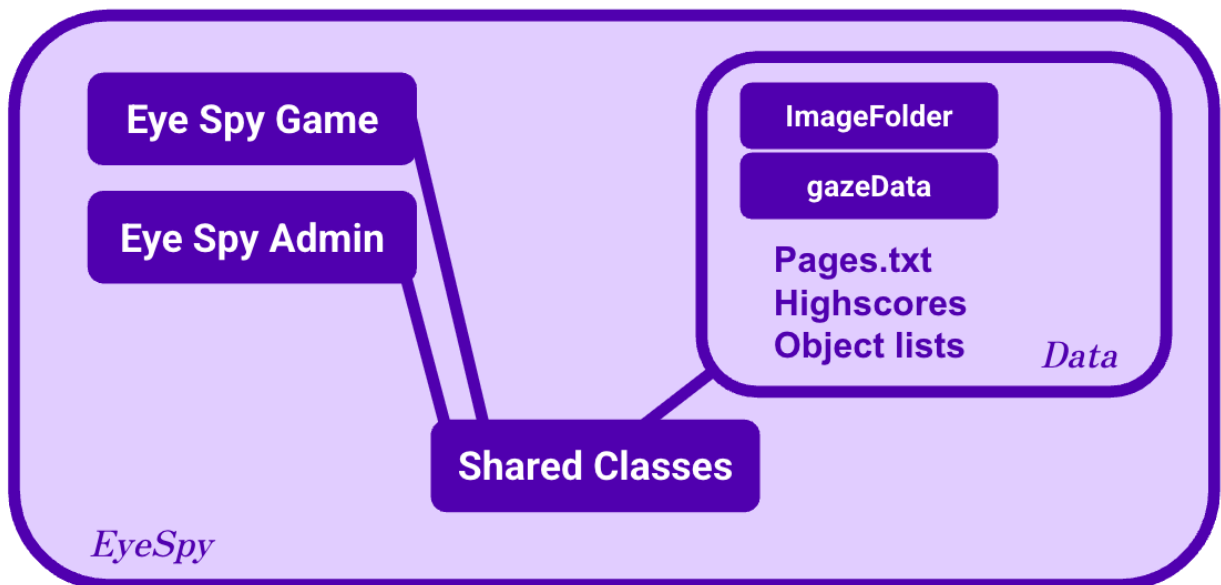 Eye Spy Game
Eye Spy Admin
ImageFolder
gazeData
Pages.txt
Highscores
Object lists
Data
Shared Classes
EyeSpy